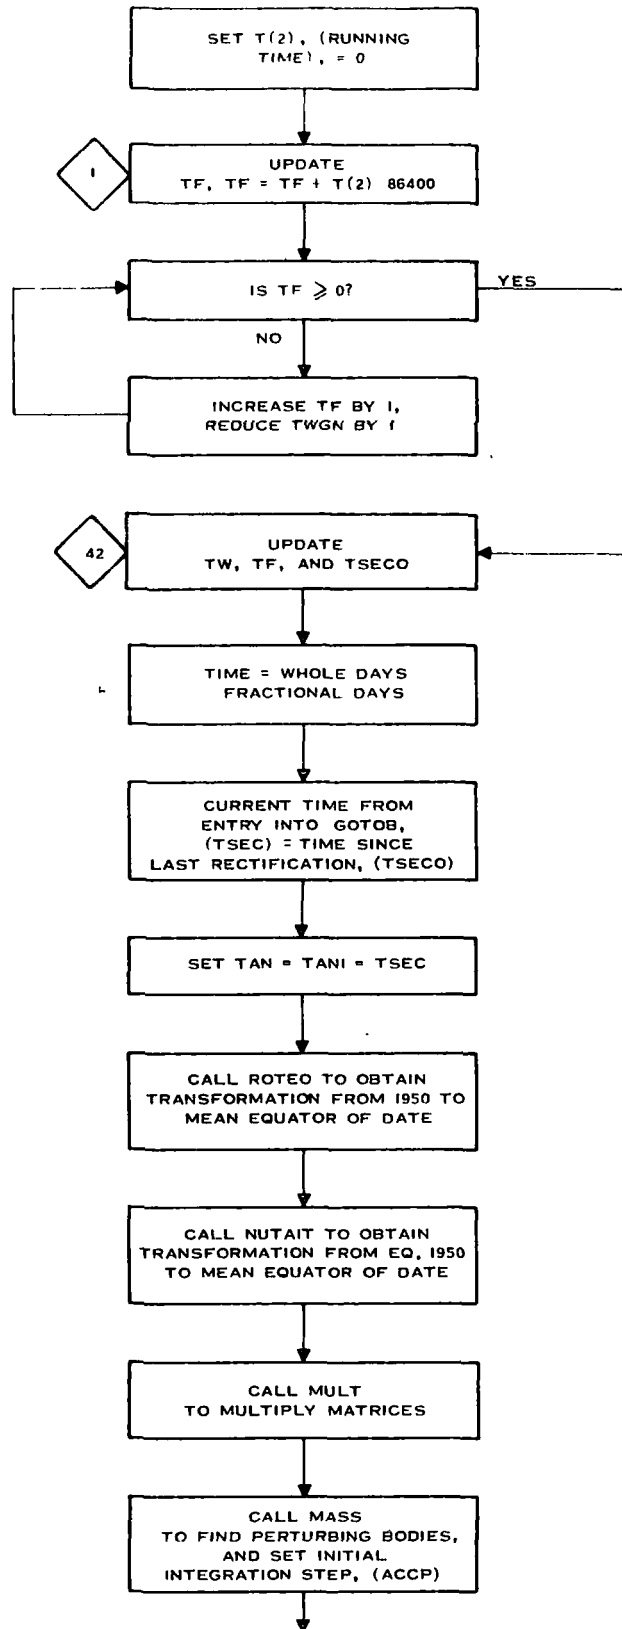 SET T(2), (RUNNING
TIME), = 0
1
UPDATE
TF, TF = TF + T(2) 86400
IS TF ≥ 0?
YES
NO
INCREASE TF BY 1,
REDUCE TWGN BY 1
42
UPDATE
TW, TF, AND TSECO
TIME = WHOLE DAYS
FRACTIONAL DAYS
CURRENT TIME FROM
ENTRY INTO GOTOB,
(TSEC) = TIME SINCE
LAST RECTIFICATION, (TSECO)
SET TAN = TANI = TSEC
CALL ROTEO TO OBTAIN
TRANSFORMATION FROM 1950 TO
MEAN EQUATOR OF DATE
CALL NUTAIT TO OBTAIN
TRANSFORMATION FROM EQ. 1950
TO MEAN EQUATOR OF DATE
CALL MULT
TO MULTIPLY MATRICES
CALL MASS
TO FIND PERTURBING BODIES,
AND SET INITIAL
INTEGRATION STEP, (ACCP)